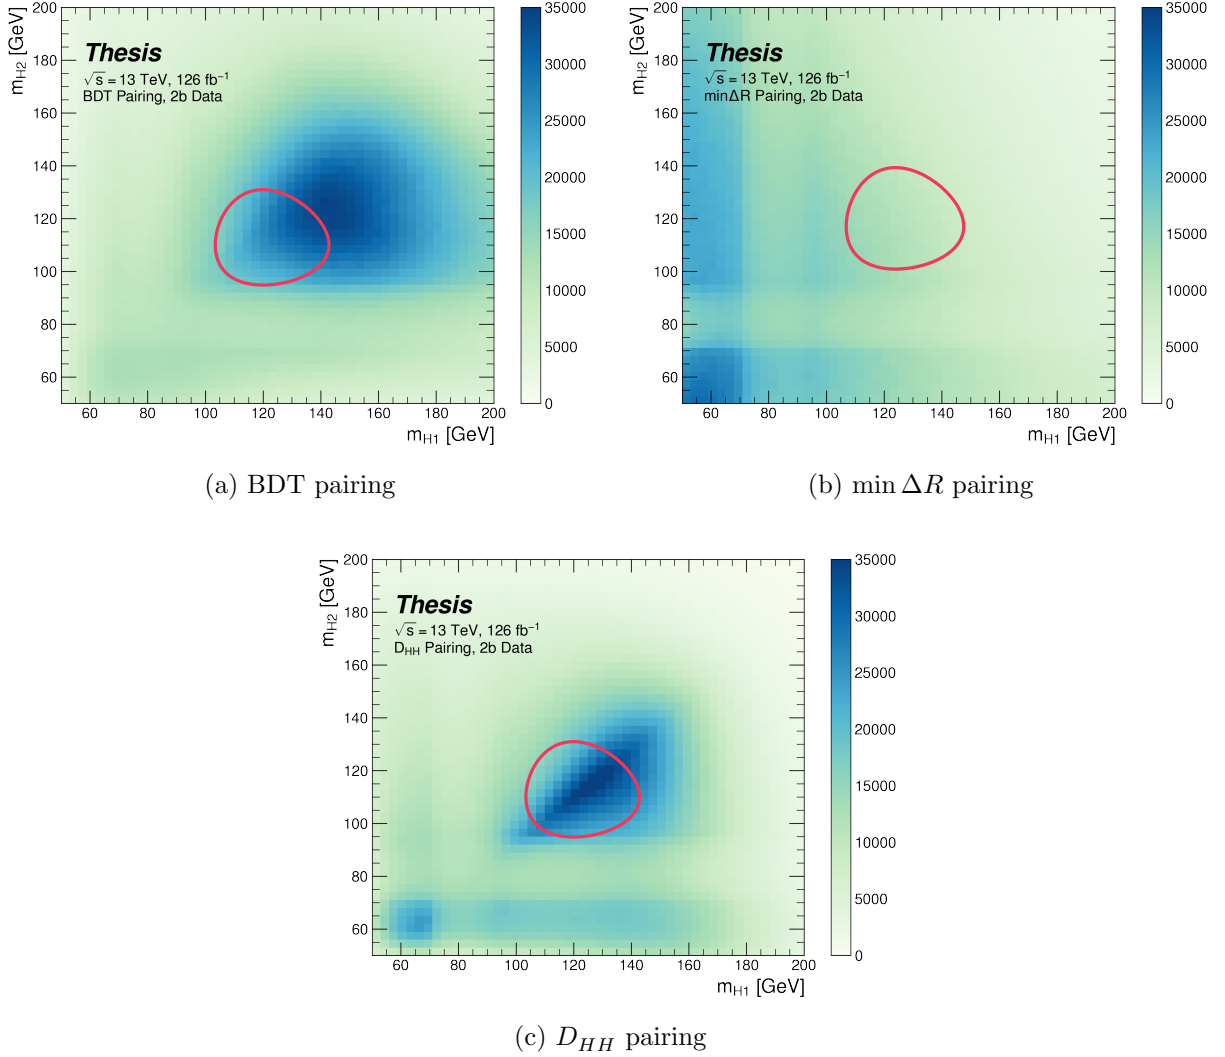 200
180
160
140
120
100
80
60
m_H2 [GeV]
Thesis
√s = 13 TeV, 126 fb⁻¹
BDT Pairing, 2b Data
60 80 100 120 140 160 180 200
m_H1 [GeV]
35000
30000
25000
20000
15000
10000
5000
0
(a) BDT pairing
200
180
160
140
120
100
80
60
m_H2 [GeV]
Thesis
√s = 13 TeV, 126 fb⁻¹
minΔR Pairing, 2b Data
60 80 100 120 140 160 180 200
m_H1 [GeV]
35000
30000
25000
20000
15000
10000
5000
0
(b) min ΔR pairing
200
180
160
140
120
100
80
60
m_H2 [GeV]
Thesis
√s = 13 TeV, 126 fb⁻¹
D_HH Pairing, 2b Data
60 80 100 120 140 160 180 200
m_H1 [GeV]
35000
30000
25000
20000
15000
10000
5000
0
(c) D_HH pairing